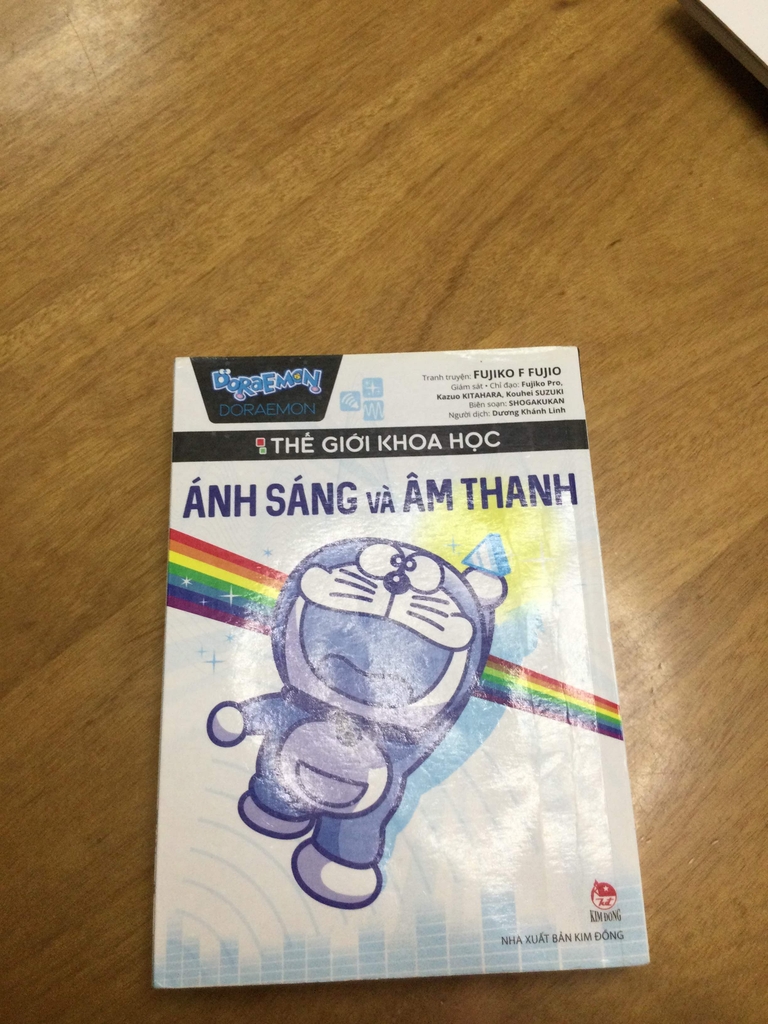 DORAEMON
DORAEMON
Tranh truyện: FUJIKO F FUJIO
Giám sát • Chỉ đạo: Fujiko Pro,
Kazuo KITAHARA, Kouhei SUZUKI
Biên soạn: SHOGAKUKAN
Người dịch: Dương Khánh Linh
THẾ GIỚI KHOA HỌC
ÁNH SÁNG VÀ ÂM THANH
KIM ĐỒNG
NHÀ XUẤT BẢN KIM ĐỒNG